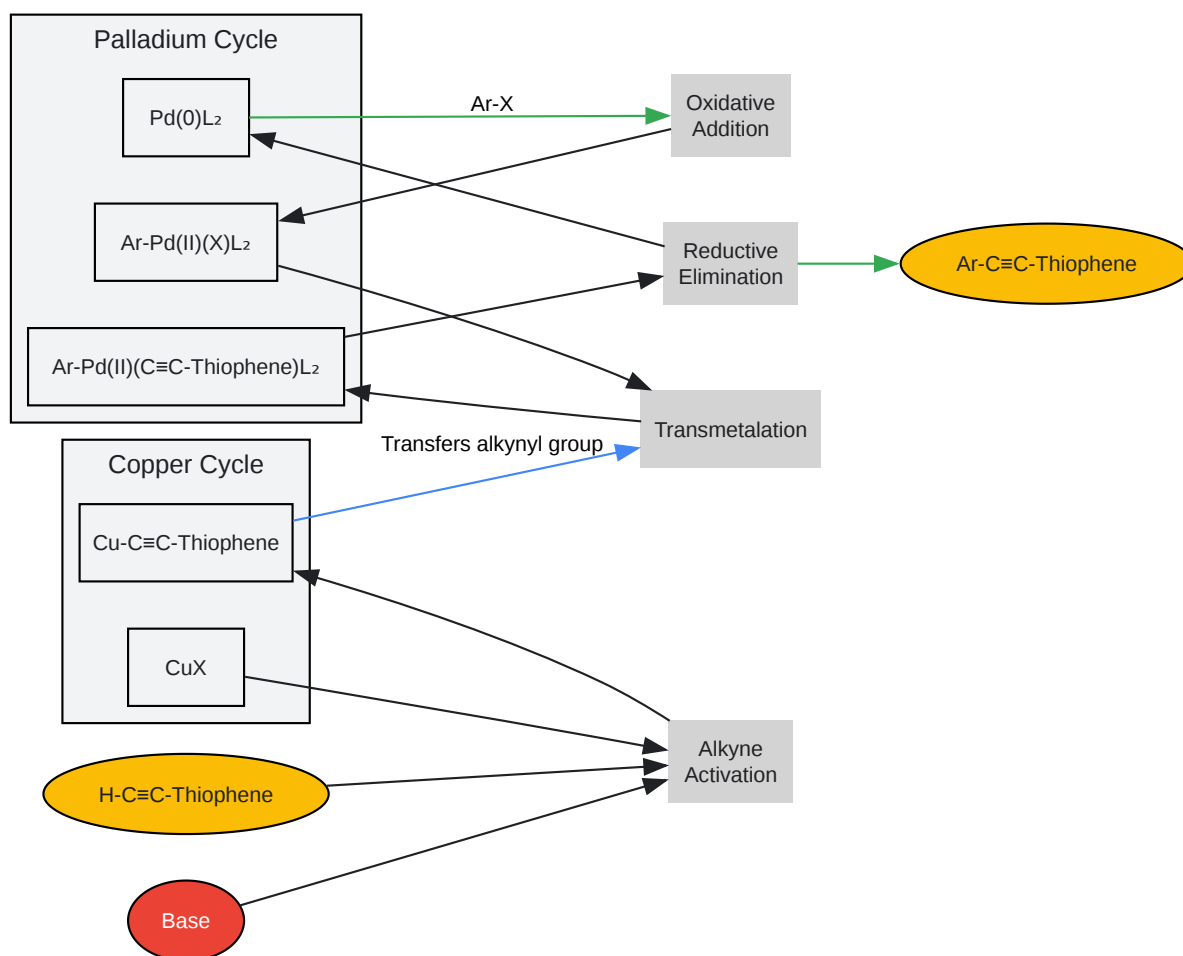 Palladium Cycle
Pd(0)L₂
Ar-X
Oxidative
Addition
Ar-Pd(II)(X)L₂
Reductive
Elimination
Ar-C≡C-Thiophene
Ar-Pd(II)(C≡C-Thiophene)L₂
Transmetalation
Transfers alkynyl group
Copper Cycle
Cu-C≡C-Thiophene
CuX
Alkyne
Activation
H-C≡C-Thiophene
Base